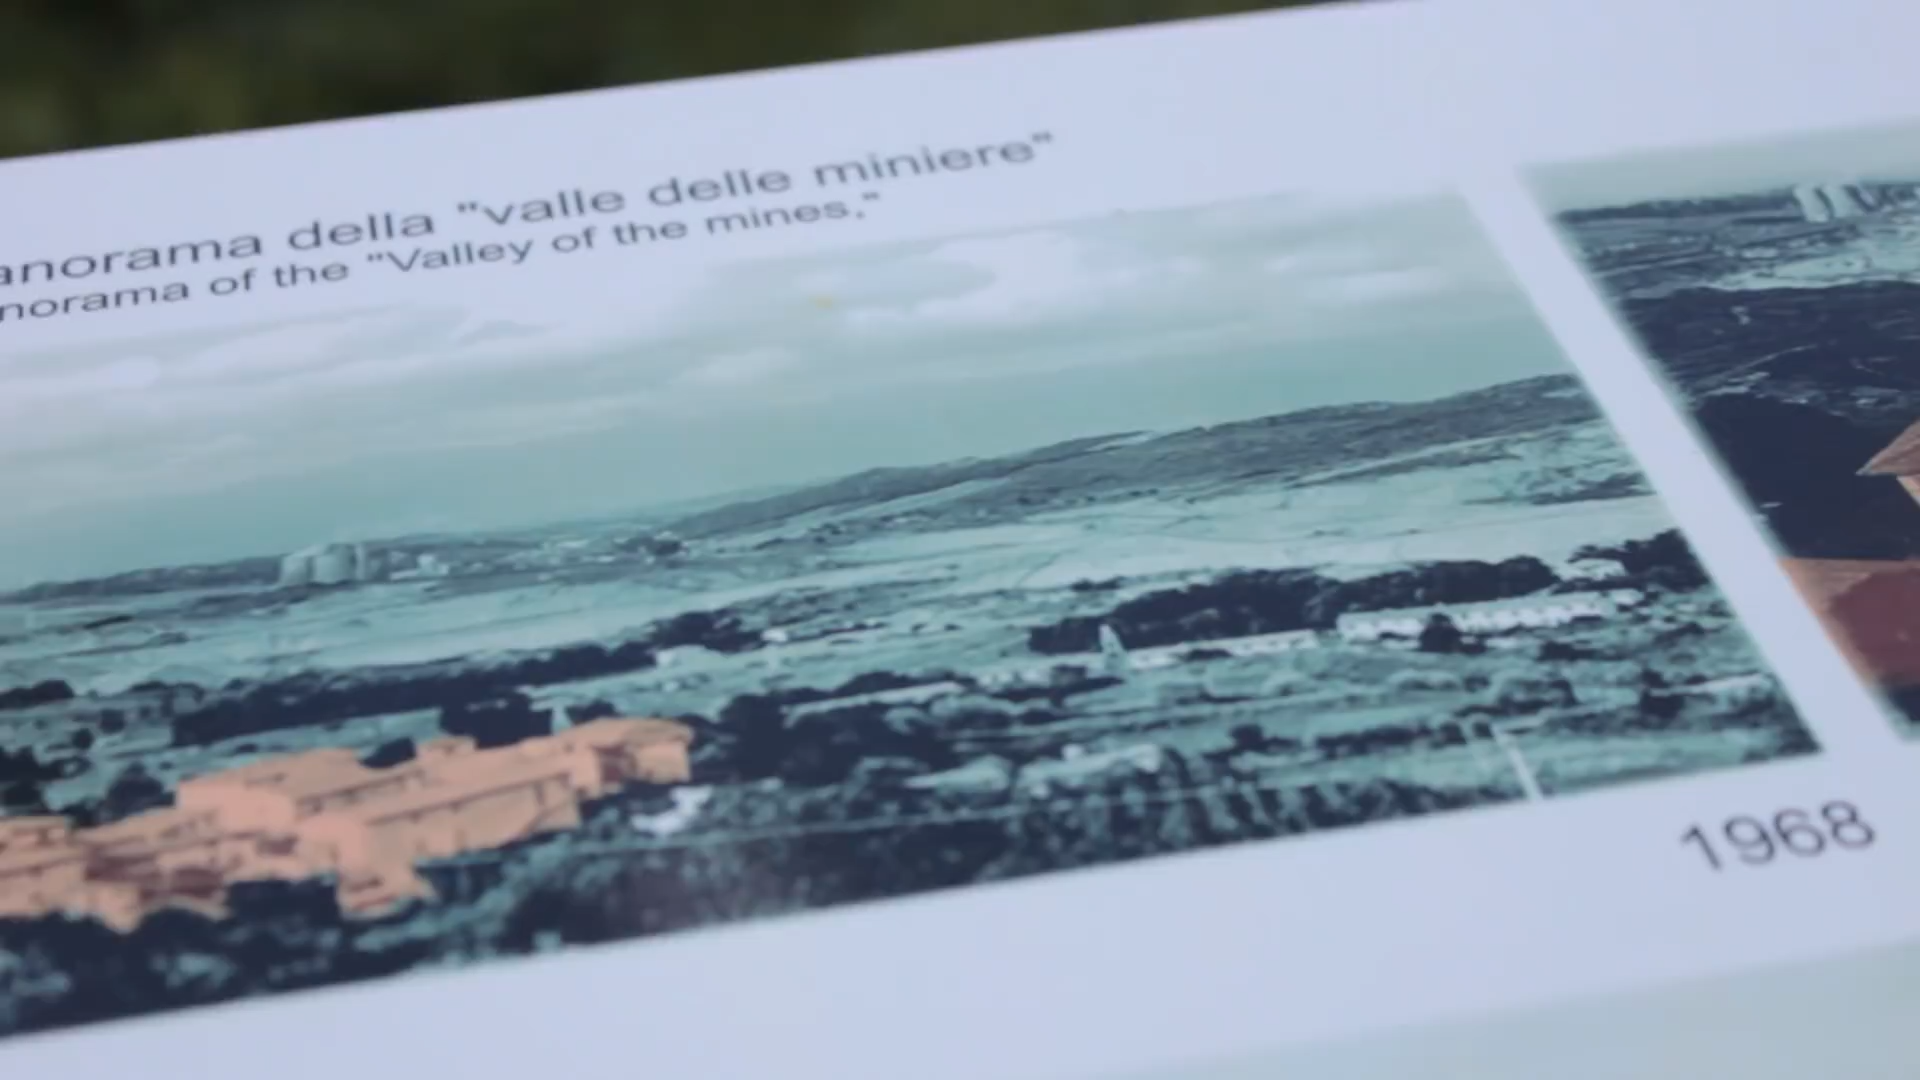 anorama della "valle delle miniere"
norama of the "Valley of the mines,"
1968